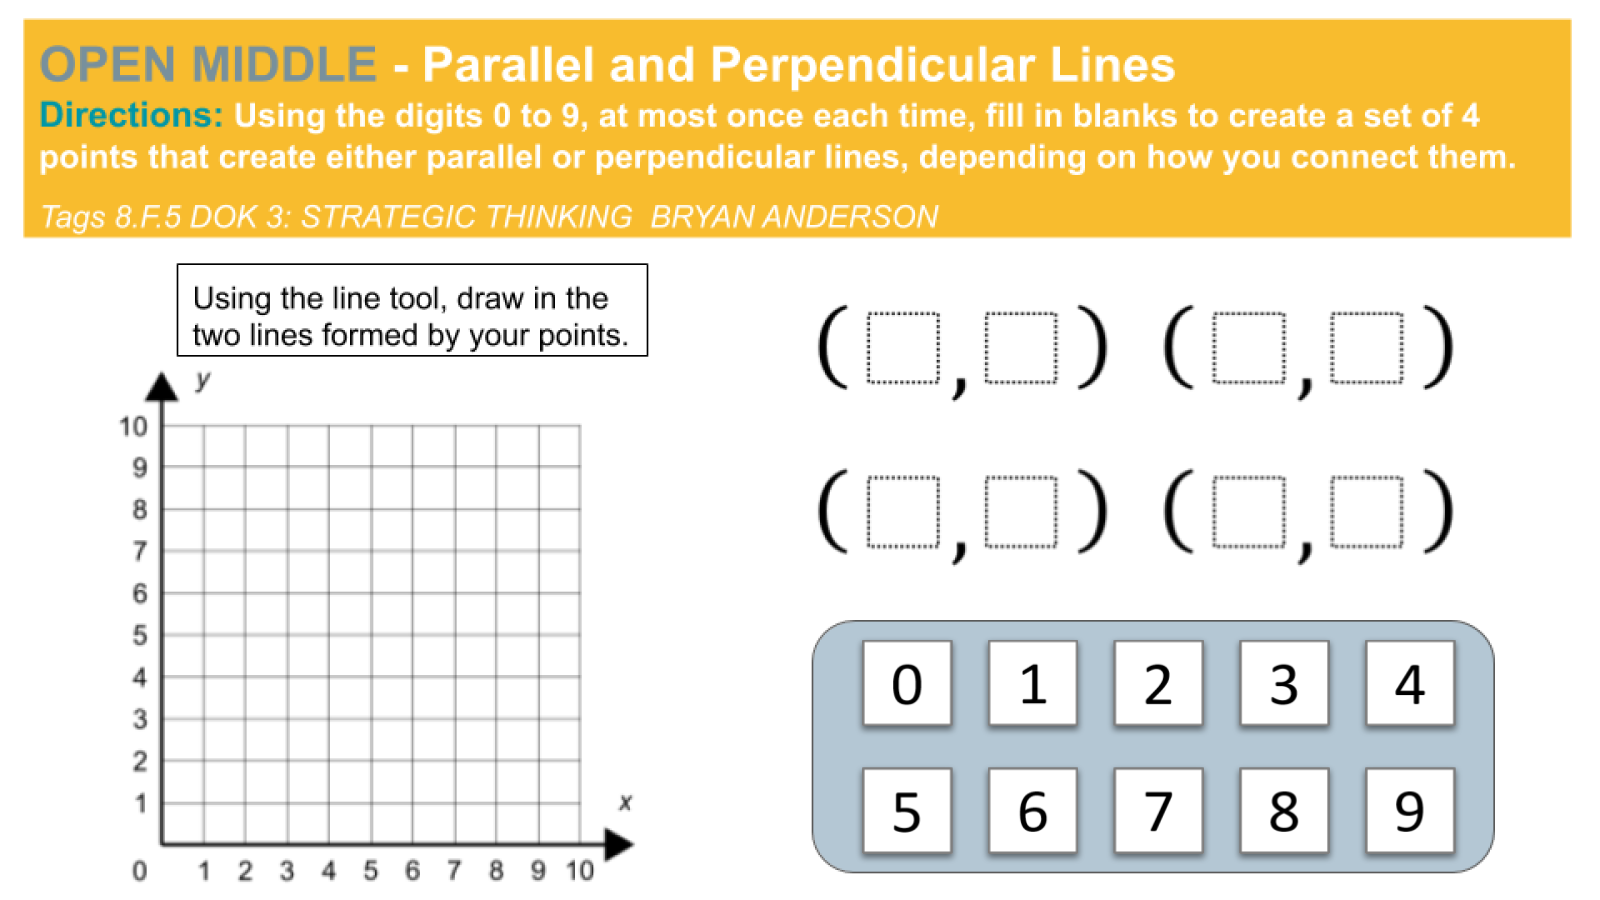 OPEN MIDDLE - Parallel and Perpendicular Lines
Directions: Using the digits 0 to 9, at most once each time, fill in blanks to create a set of 4
points that create either parallel or perpendicular lines, depending on how you connect them.
Tags 8.F.5 DOK 3: STRATEGIC THINKING BRYAN ANDERSON
Using the line tool, draw in the
two lines formed by your points.
y
10
9
8
7
6
5
4
3
2
1
x
0 1 2 3 4 5 6 7 8 9 10
( , ) ( , )
( , ) ( , )
0 1 2 3 4
5 6 7 8 9